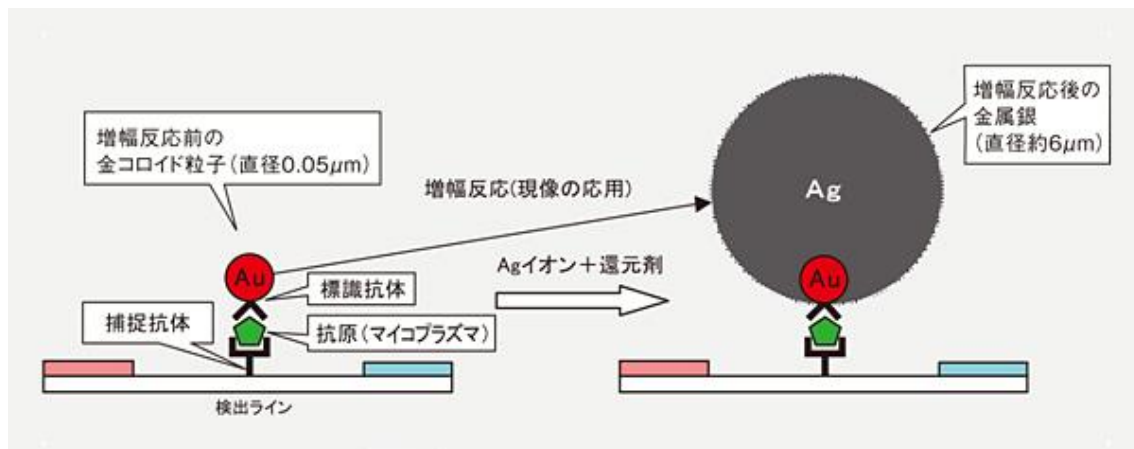 増幅反応前の
金コロイド粒子(直径0.05μm)
増幅反応後の
金属銀
(直径約6μm)
増幅反応(現像の応用)
Ag
Au
標識抗体
Agイオン+還元剤
Au
捕捉抗体
抗原(マイコプラズマ)
検出ライン